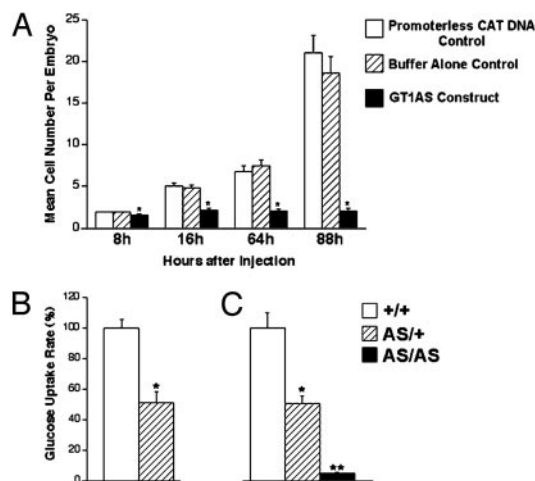 A
Mean Cell Number Per Embryo
25
20
15
10
5
0
Promoterless CAT DNA
Control
Buffer Alone Control
GT1AS Construct
*
*
*
*
8h
16h
64h
88h
Hours after Injection
B
Glucose Uptake Rate (%)
120
100
80
60
40
20
0
*
C
*
**
+/+
AS/+
AS/AS